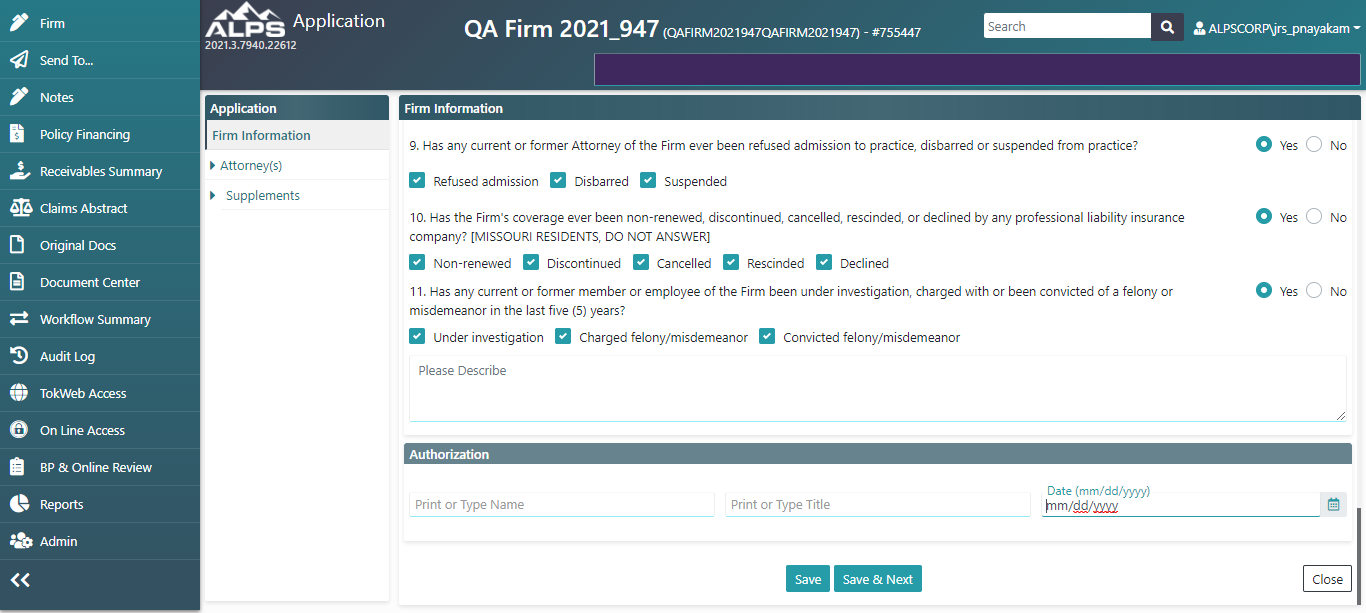 Firm
Send To...
Notes
Policy Financing
Receivables Summary
Claims Abstract
Original Docs
Document Center
Workflow Summary
Audit Log
TokWeb Access
On Line Access
BP & Online Review
Reports
Admin
ALPS Application
2021.3.7940.22612
QA Firm 2021_947 (QAFIRM2021947QAFIRM2021947) - #755447
Search
ALPSCORP\jrs_pnayakam
Application
Firm Information
Attorney(s)
Supplements
Firm Information
9. Has any current or former Attorney of the Firm ever been refused admission to practice, disbarred or suspended from practice?
Yes No
Refused admission Disbarred Suspended
10. Has the Firm's coverage ever been non-renewed, discontinued, cancelled, rescinded, or declined by any professional liability insurance
company? [MISSOURI RESIDENTS, DO NOT ANSWER]
Yes No
Non-renewed Discontinued Cancelled Rescinded Declined
11. Has any current or former member or employee of the Firm been under investigation, charged with or been convicted of a felony or
misdemeanor in the last five (5) years?
Yes No
Under investigation Charged felony/misdemeanor Convicted felony/misdemeanor
Please Describe
Authorization
Print or Type Name
Print or Type Title
Date (mm/dd/yyyy)
mm/dd/yyyy
Save
Save & Next
Close